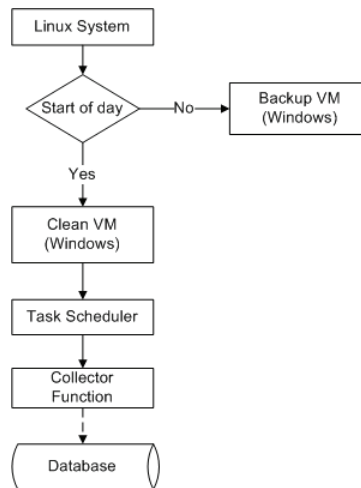 Linux System
Start of day
No
Backup VM
(Windows)
Yes
Clean VM
(Windows)
Task Scheduler
Collector
Function
Database